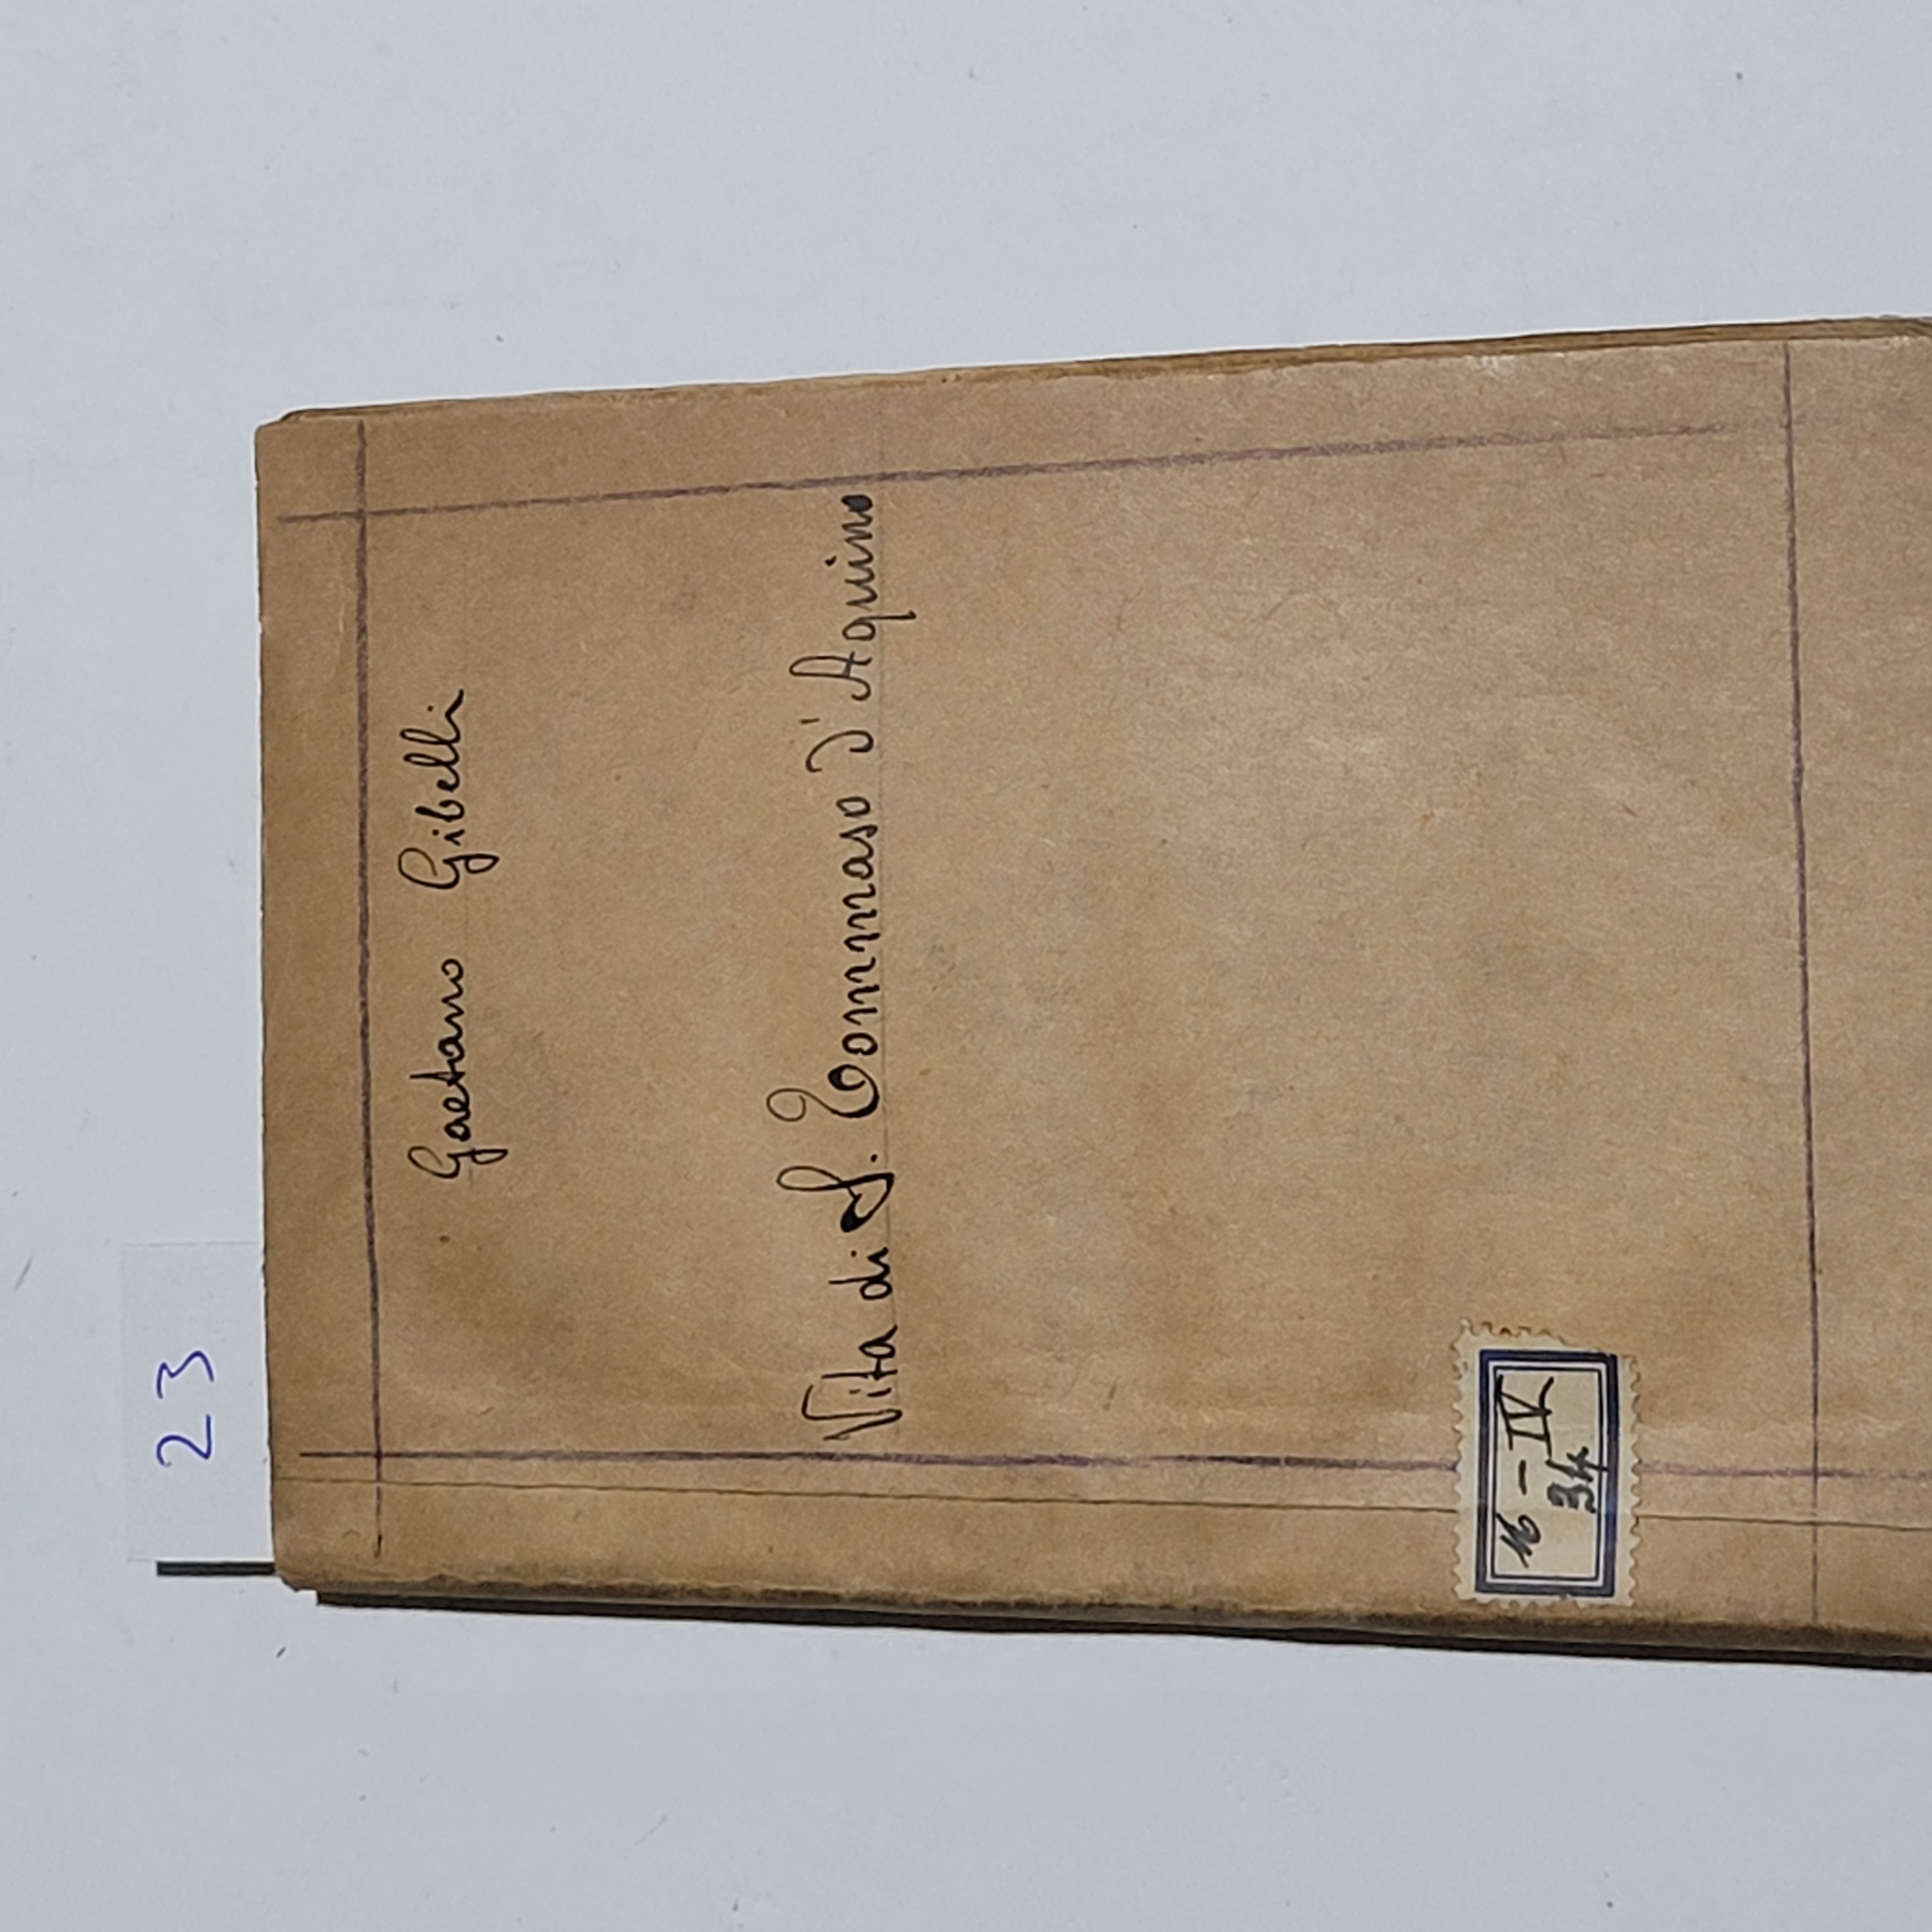 23
Gaetano Gibelli
Vita di S. Tommaso d'Aquino
16-IV
34